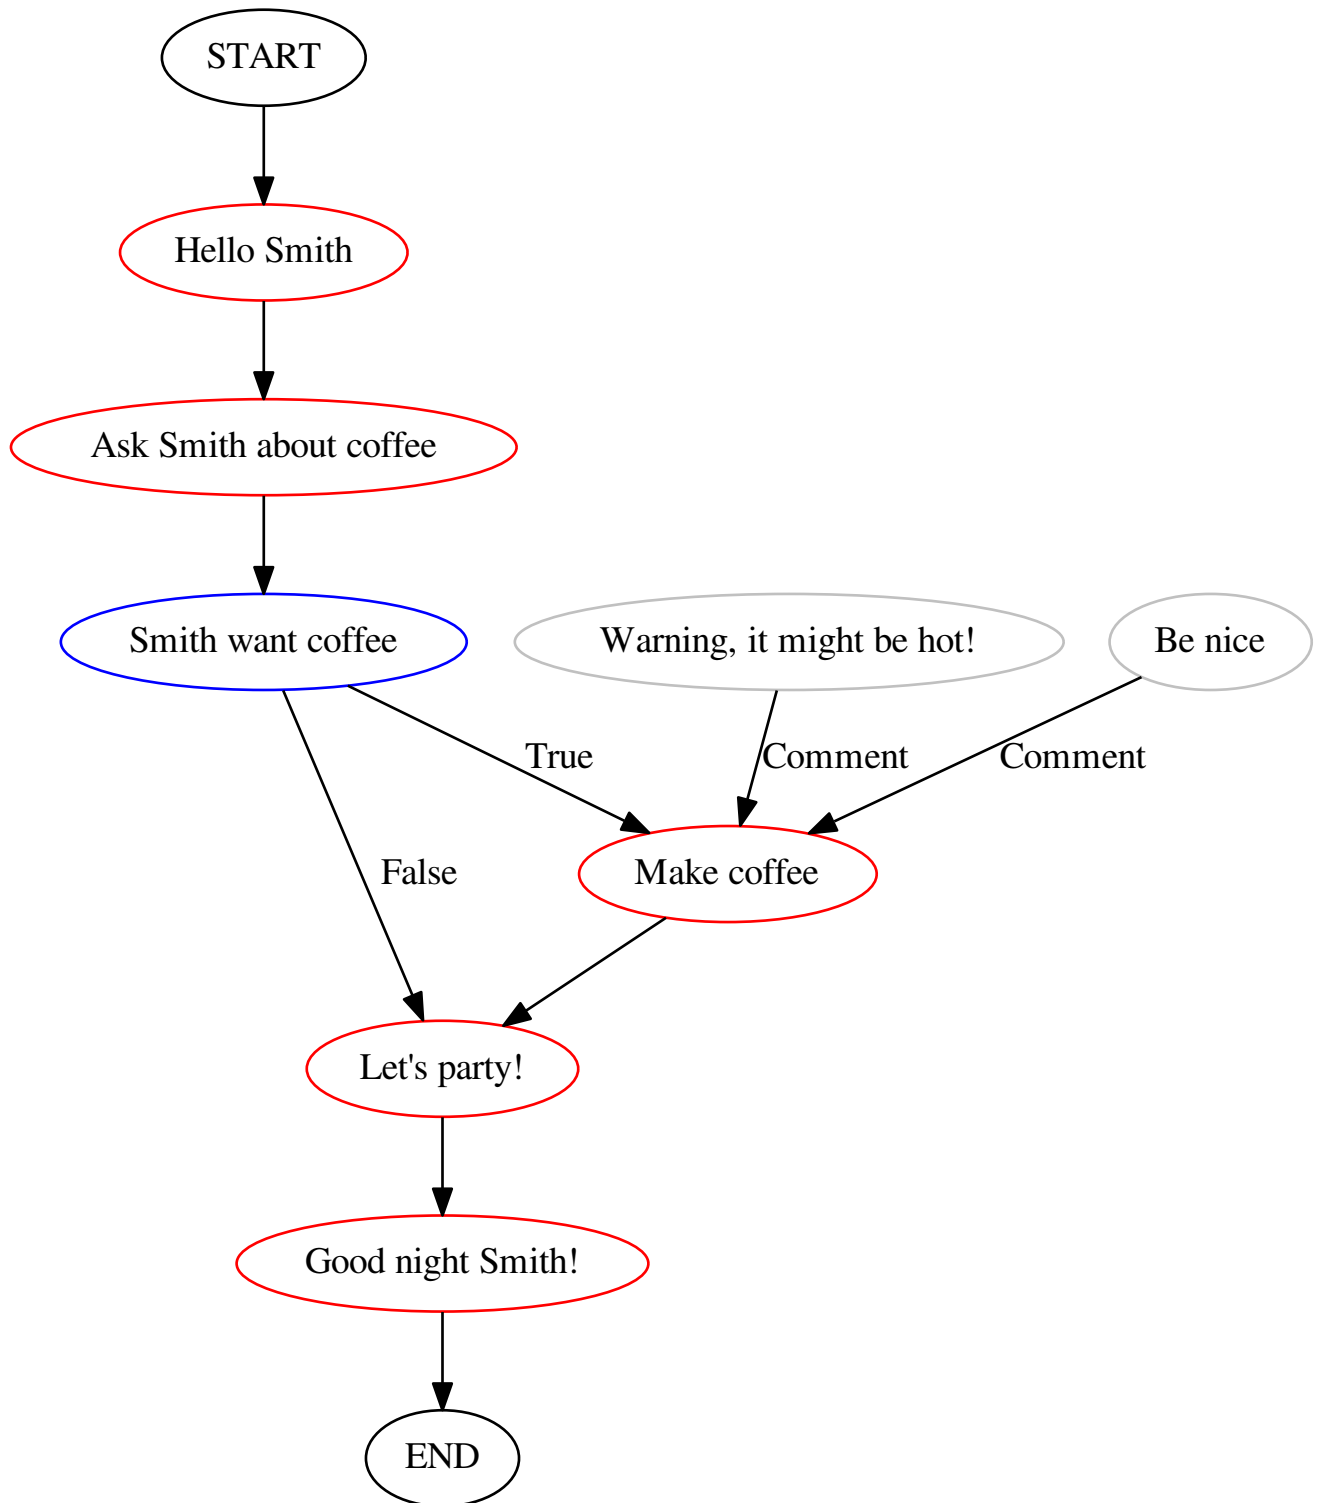 START
Hello Smith
Ask Smith about coffee
Smith want coffee
Warning, it might be hot!
Be nice
True
Comment
Comment
False
Make coffee
Let's party!
Good night Smith!
END